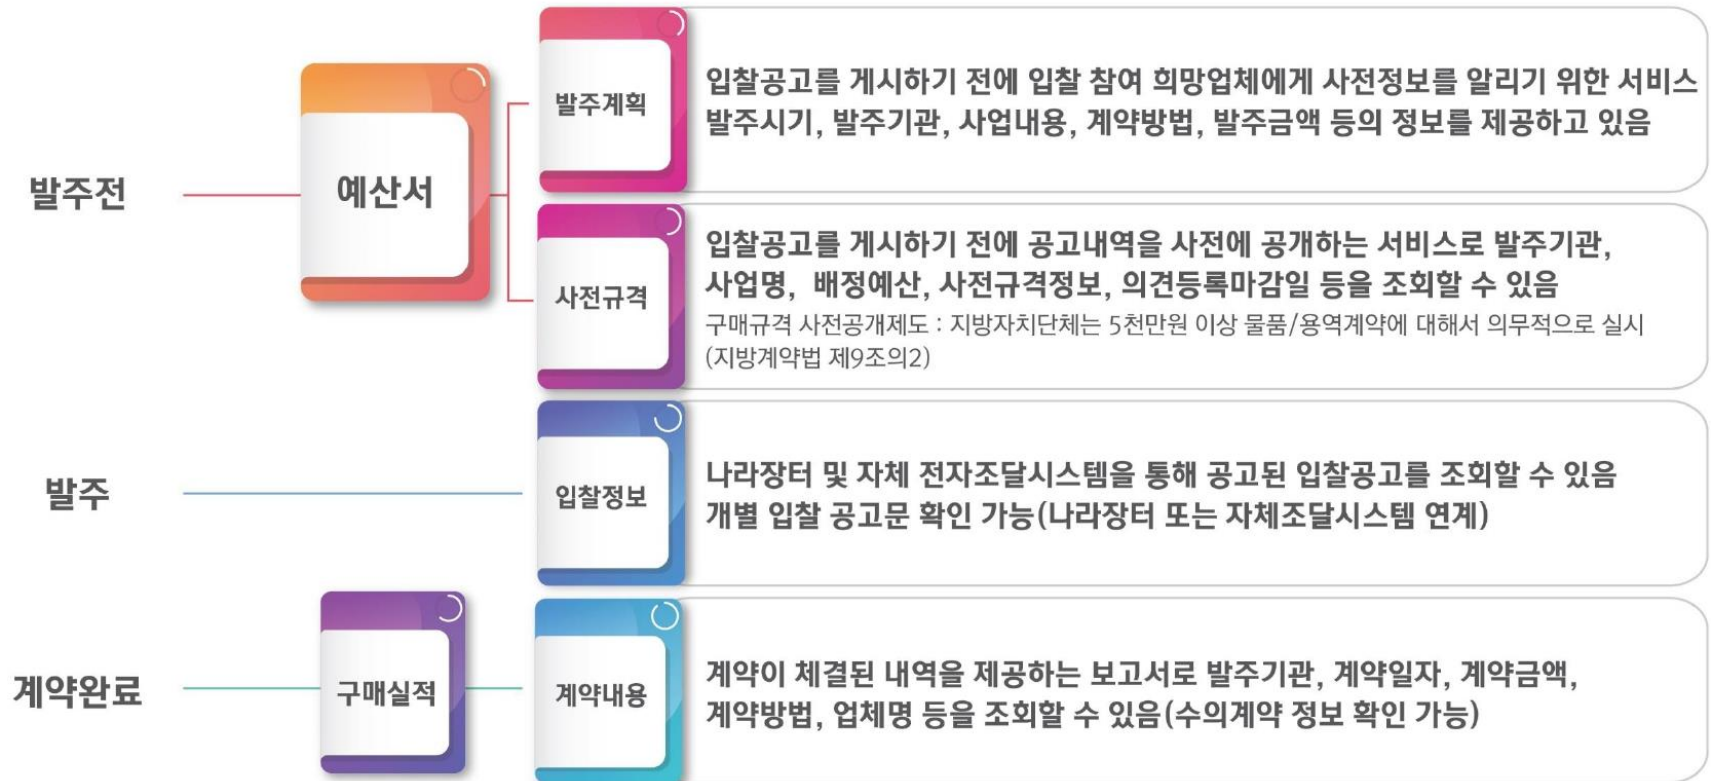 발주전
예산서
발주계획
입찰공고를 게시하기 전에 입찰 참여 희망업체에게 사전정보를 알리기 위한 서비스
발주시기, 발주기관, 사업내용, 계약방법, 발주금액 등의 정보를 제공하고 있음
사전규격
입찰공고를 게시하기 전에 공고내역을 사전에 공개하는 서비스로 발주기관,
사업명, 배정예산, 사전규격정보, 의견등록마감일 등을 조회할 수 있음
구매규격 사전공개제도 : 지방자치단체는 5천만원 이상 물품/용역계약에 대해서 의무적으로 실시
(지방계약법 제9조의2)
발주
입찰정보
나라장터 및 자체 전자조달시스템을 통해 공고된 입찰공고를 조회할 수 있음
개별 입찰 공고문 확인 가능(나라장터 또는 자체조달시스템 연계)
계약완료
구매실적
계약내용
계약이 체결된 내역을 제공하는 보고서로 발주기관, 계약일자, 계약금액,
계약방법, 업체명 등을 조회할 수 있음(수의계약 정보 확인 가능)